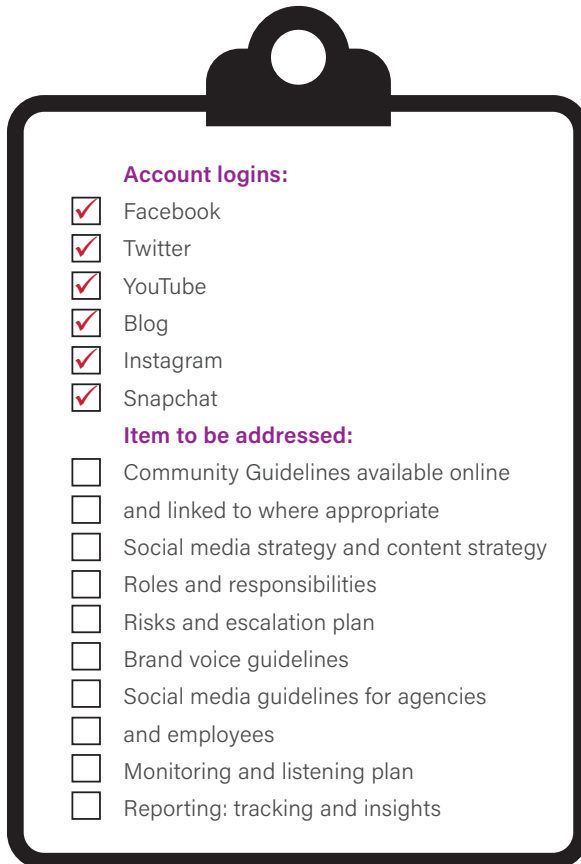 Account logins:
Facebook
Twitter
YouTube
Blog
Instagram
Snapchat
Item to be addressed:
Community Guidelines available online
and linked to where appropriate
Social media strategy and content strategy
Roles and responsibilities
Risks and escalation plan
Brand voice guidelines
Social media guidelines for agencies
and employees
Monitoring and listening plan
Reporting: tracking and insights